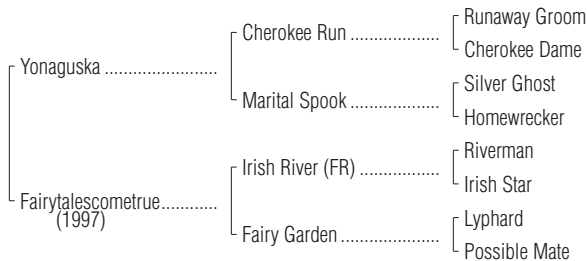 Runaway Groom
Cherokee Run ....................
Cherokee Dame
Yonaguska .........................
Silver Ghost
Marital Spook ....................
Homewrecker
Riverman
Irish River (FR) ..................
Irish Star
Fairytalescometrue............
(1997)
Lyphard
Fairy Garden ......................
Possible Mate